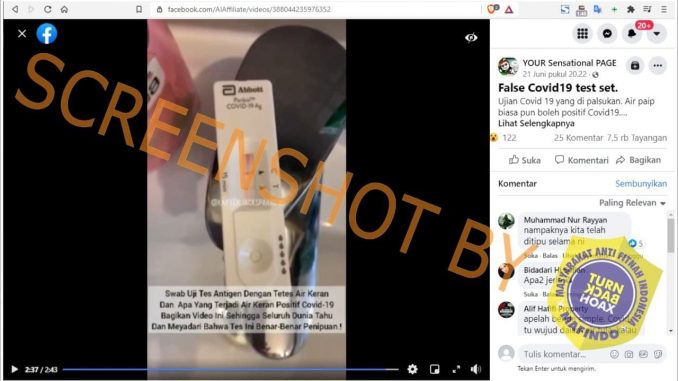 facebook.com/AIAffiliate/videos/388044235976352
20+
Abbott
Panbio™
COVID-19 Ag
SCREENSHOT BY
YOUR Sensational PAGE
21 Juni pukul 20.22
False Covid19 test set.
Ujian Covid 19 yang di palsukan. Air paip
biasa pun boleh positif Covid19....
Lihat Selengkapnya
122
25 Komentar 7,5 rb Tayangan
Suka
Komentari
Bagikan
Komentar
Sembunyikan
Paling Relevan
Muhammad Nur Rayyan
nampaknya kita telah
ditipu selama ni
5
Suka · Balas
Bidadari
Apa2 je
Suka · Balas
Alif Hafifi Property
apelah
tu wujud
Tulis komentar...
Tekan Enter untuk mengirim.
MASYARAKAT ANTI FITNAH INDONESIA
TURN
BACK
HOAX
MAFINDO
Swab Uji Tes Antigen Dengan Tetes Air Keran
Dan Apa Yang Terjadi Air Keran Positif Covid-19
Bagikan Video Ini Sehingga Seluruh Dunia Tahu
Dan Meyadari Bahwa Tes Ini Benar-Benar Penipuan.!
2:37 / 2:43